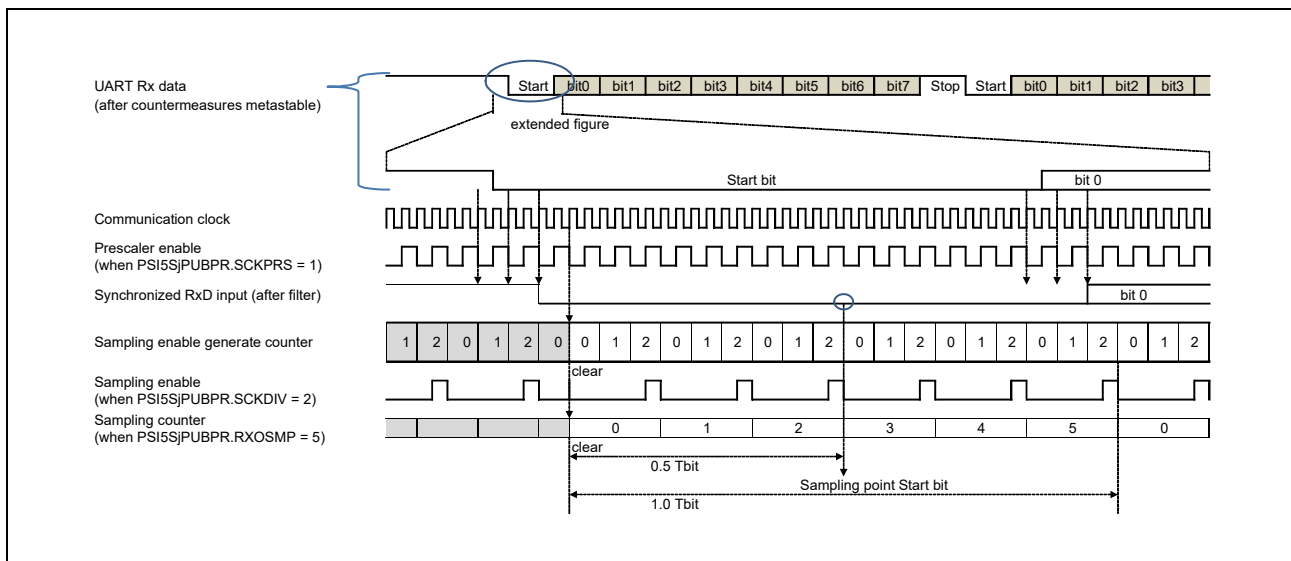 UART Rx data
(after countermeasures metastable)
Start bit0 bit1 bit2 bit3 bit4 bit5 bit6 bit7 Stop Start bit0 bit1 bit2 bit3
extended figure
Start bit bit 0
Communication clock
Prescaler enable
(when PSI5SjPUBPR.SCKPRS = 1)
Synchronized RxD input (after filter) bit 0
Sampling enable generate counter 1 2 0 1 2 0 0 1 2 0 1 2 0 1 2 0 1 2 0 1 2 0 1 2 0 1 2
clear
Sampling enable
(when PSI5SjPUBPR.SCKDIV = 2)
Sampling counter
(when PSI5SjPUBPR.RXOSMP = 5) 0 1 2 3 4 5 0
clear
0.5 Tbit
Sampling point Start bit
1.0 Tbit